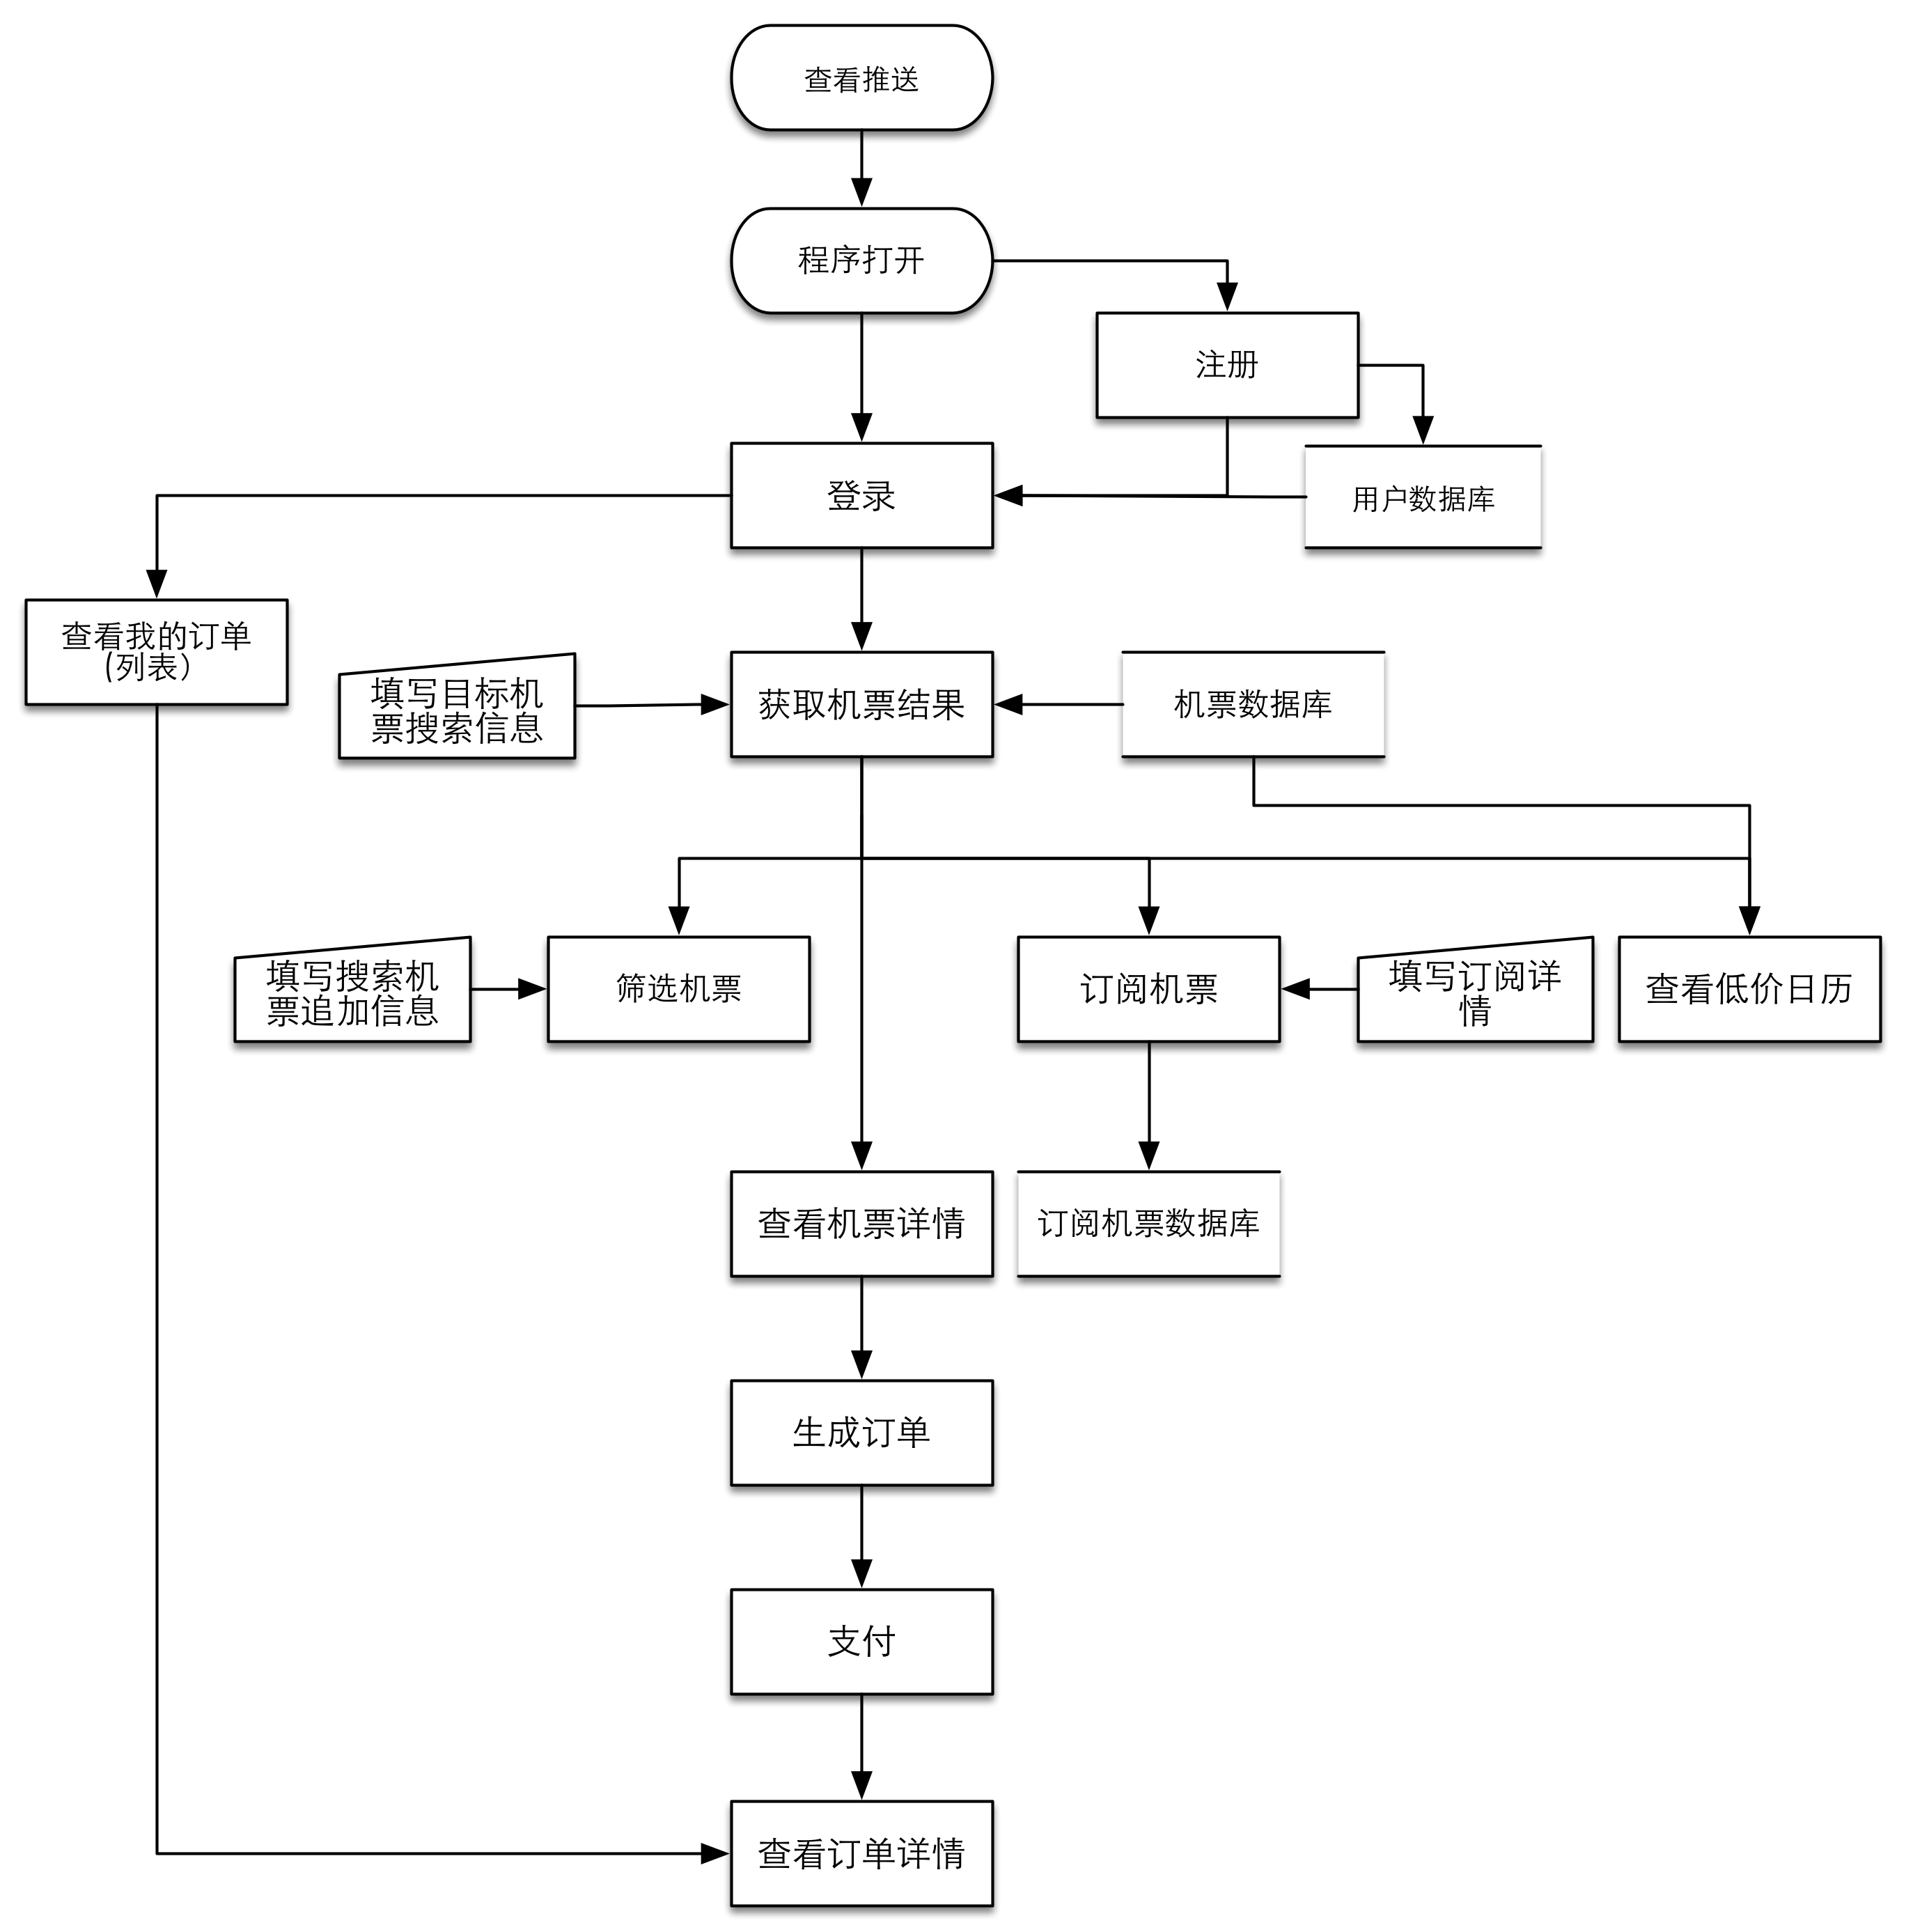 查看推送
程序打开
注册
登录
用户数据库
查看我的订单
(列表）
填写目标机
票搜索信息
获取机票结果
机票数据库
填写搜索机
票追加信息
筛选机票
订阅机票
填写订阅详
情
查看低价日历
查看机票详情
订阅机票数据库
生成订单
支付
查看订单详情